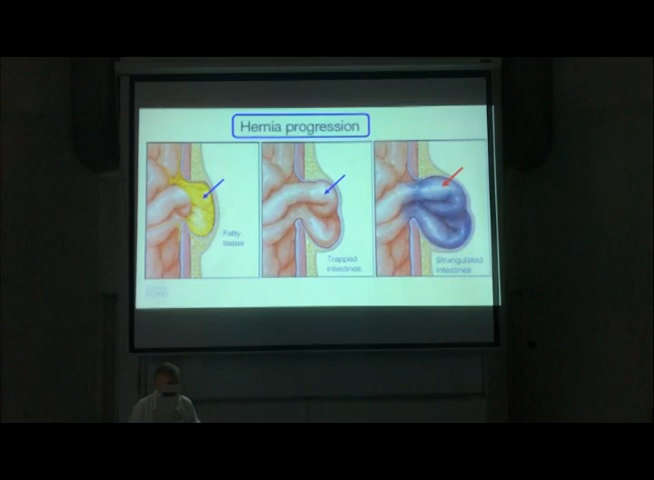 Hernia progression
Fatty
tissue
Trapped
intestines
Strangulated
intestines